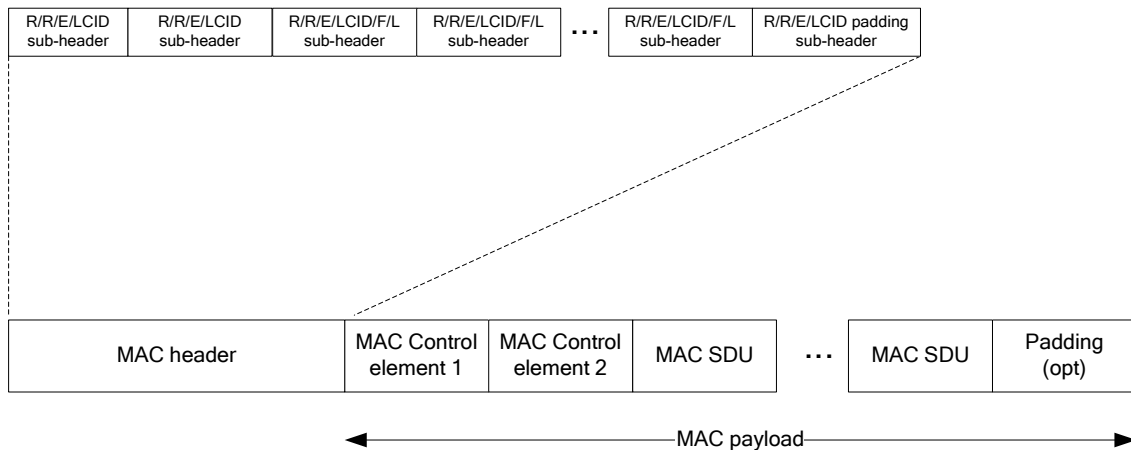 R/R/E/LCID
sub-header
R/R/E/LCID
sub-header
R/R/E/LCID/F/L
sub-header
R/R/E/LCID/F/L
sub-header
...
R/R/E/LCID/F/L
sub-header
R/R/E/LCID padding
sub-header
MAC header
MAC Control
element 1
MAC Control
element 2
MAC SDU
...
MAC SDU
Padding
(opt)
MAC payload